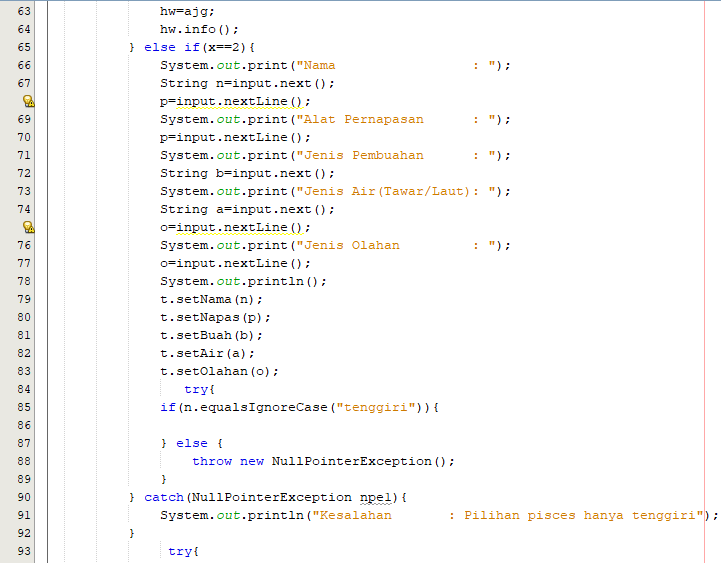 63 hw=ajg;
64 hw.info();
65 } else if(x==2){
66 System.out.print("Nama                 : ");
67 String n=input.next();
p=input.nextLine();
69 System.out.print("Alat Pernapasan      : ");
70 p=input.nextLine();
71 System.out.print("Jenis Pembuahan      : ");
72 String b=input.next();
73 System.out.print("Jenis Air(Tawar/Laut): ");
74 String a=input.next();
o=input.nextLine();
76 System.out.print("Jenis Olahan         : ");
77 o=input.nextLine();
78 System.out.println();
79 t.setNama(n);
80 t.setNapas(p);
81 t.setBuah(b);
82 t.setAir(a);
83 t.setOlahan(o);
84 try{
85 if(n.equalsIgnoreCase("tenggiri")){
86
87 } else {
88 throw new NullPointerException();
89 }
90 } catch(NullPointerException npel){
91 System.out.println("Kesalahan       : Pilihan pisces hanya tenggiri");
92 }
93 try{